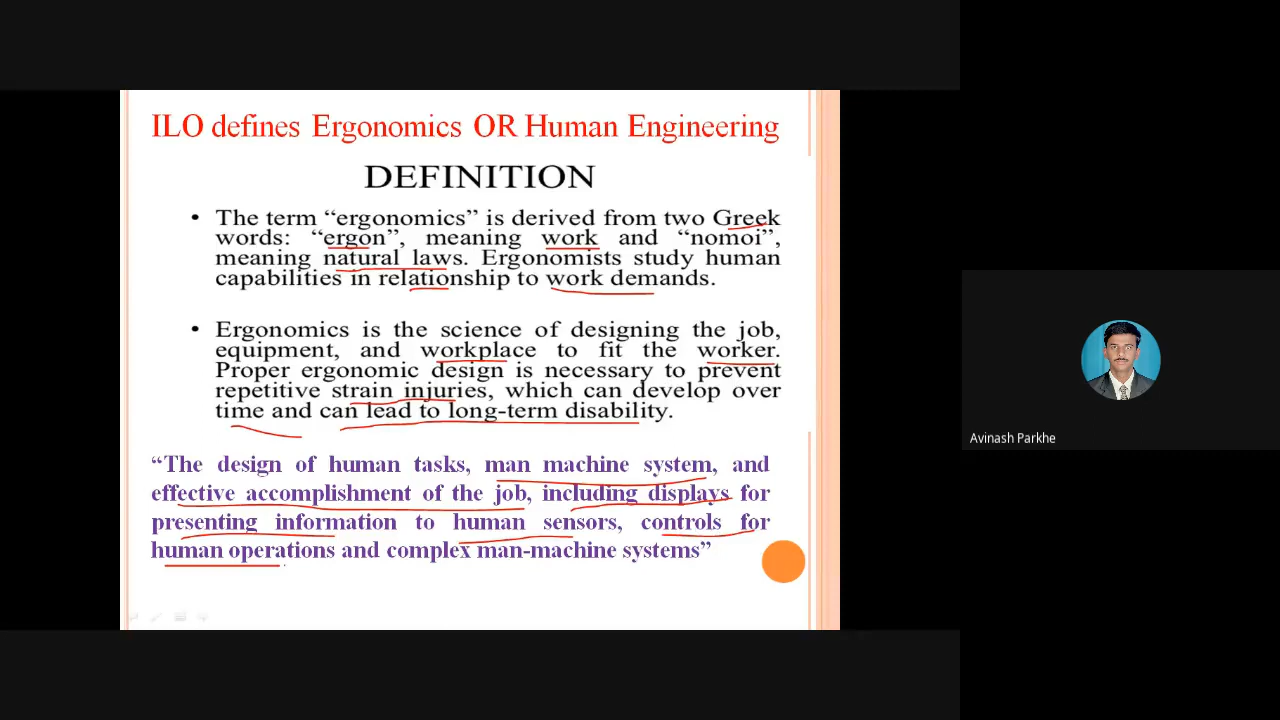 ILO defines Ergonomics OR Human Engineering
DEFINITION
• The term “ergonomics” is derived from two Greek
words: “ergon”, meaning work and “nomoi”,
meaning natural laws. Ergonomists study human
capabilities in relationship to work demands.
• Ergonomics is the science of designing the job,
equipment, and workplace to fit the worker.
Proper ergonomic design is necessary to prevent
repetitive strain injuries, which can develop over
time and can lead to long-term disability.
“The design of human tasks, man machine system, and
effective accomplishment of the job, including displays for
presenting information to human sensors, controls for
human operations and complex man-machine systems”
Avinash Parkhe